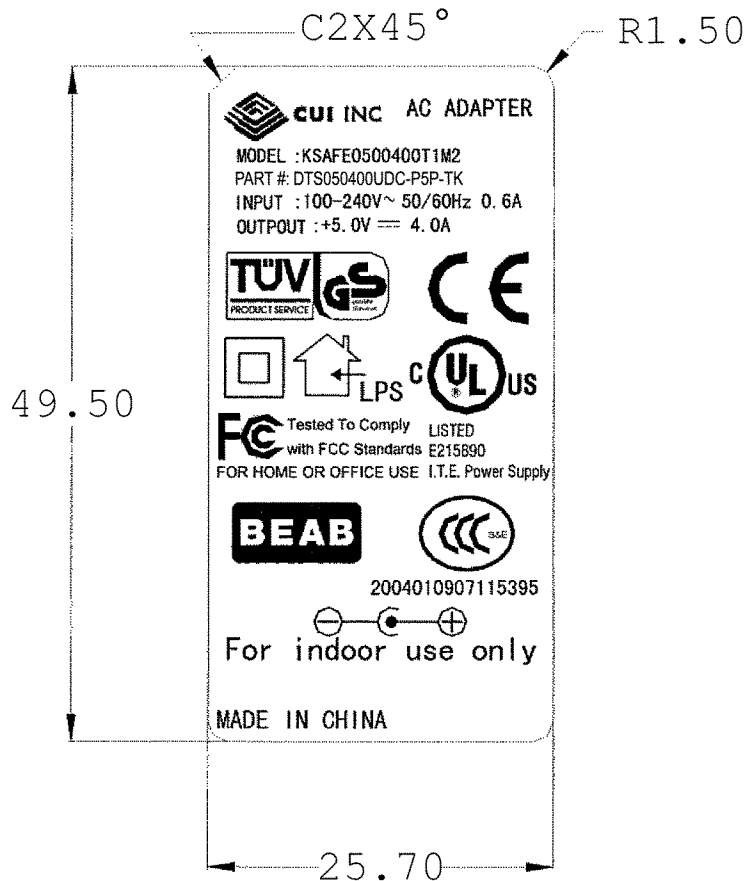 C2X45°
R1.50
CUI INC AC ADAPTER
MODEL :KSAFE0500400T1M2
PART #: DTS050400UDC-P5P-TK
INPUT :100-240V~ 50/60Hz 0.6A
OUTPOUT :+5.0V ⎓ 4.0A
TÜV
PRODUCT SERVICE
GS
CE
LPS
C UL ® US
FC Tested To Comply
with FCC Standards
FOR HOME OR OFFICE USE
LISTED
E215890
I.T.E. Power Supply
49.50
BEAB
CCC S&E
2004010907115395
For indoor use only
MADE IN CHINA
25.70